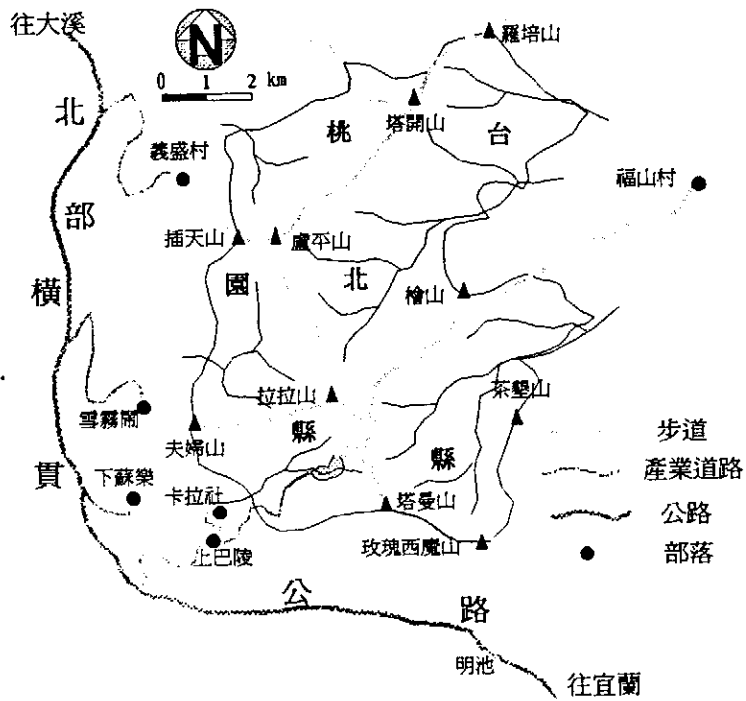 往大溪
N
0 1 2 km
羅培山
北
桃
塔開山
台
義盛村
福山村
部
插天山
盧平山
園
北
檜山
橫
拉拉山
茶墾山
雪霧鬧
夫婦山
縣
步道
產業道路
貫
下蘇樂
卡拉社
縣
塔曼山
公路
上巴陵
玫瑰西魔山
部落
公
路
明池
往宜蘭